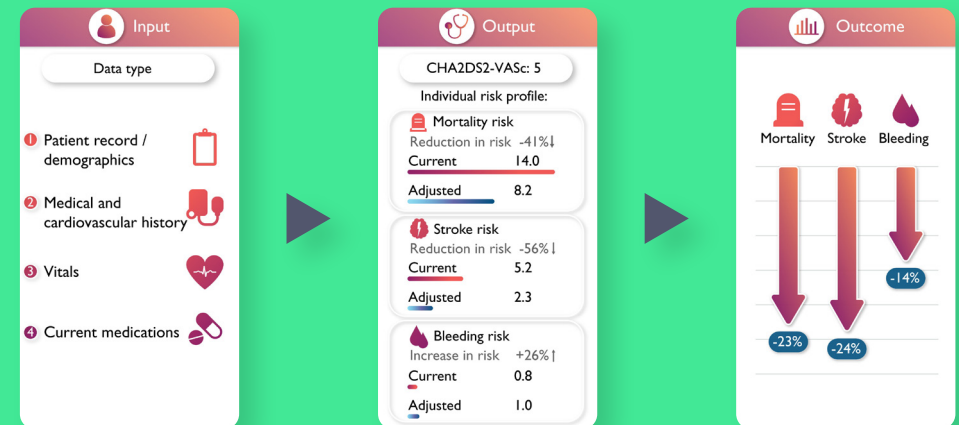 Input
Data type
1 Patient record /
demographics
2 Medical and
cardiovascular history
3 Vitals
4 Current medications
Output
CHA2DS2-VASc: 5
Individual risk profile:
Mortality risk
Reduction in risk -41%↓
Current 14.0
Adjusted 8.2
Stroke risk
Reduction in risk -56%↓
Current 5.2
Adjusted 2.3
Bleeding risk
Increase in risk +26%↑
Current 0.8
Adjusted 1.0
Outcome
Mortality Stroke Bleeding
-14%
-23%
-24%